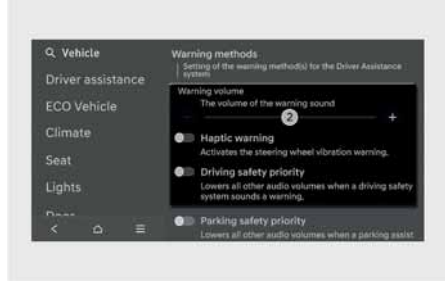 Vehicle
Driver assistance
ECO Vehicle
Climate
Seat
Lights
Warning methods
Setting of the warning method(s) for the Driver Assistance
system
Warning volume
The volume of the warning sound
2
Haptic warning
Activates the steering wheel vibration warning.
Driving safety priority
Lowers all other audio volumes when a driving safety
system sounds a warning.
Parking safety priority
Lowers all other audio volumes when a parking assist